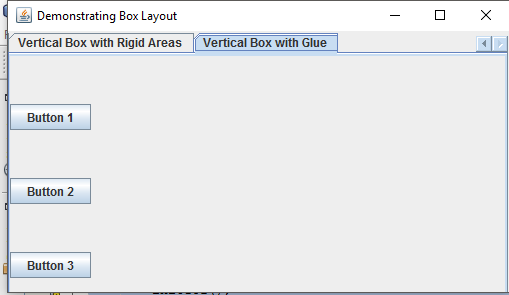 Demonstrating Box Layout
Vertical Box with Rigid Areas
Vertical Box with Glue
Button 1
Button 2
Button 3